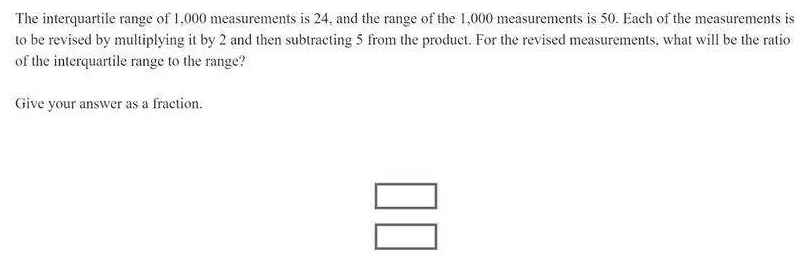 The interquartile range of 1,000 measurements is 24, and the range of the 1,000 measurements is 50. Each of the measurements is
to be revised by multiplying it by 2 and then subtracting 5 from the product. For the revised measurements, what will be the ratio
of the interquartile range to the range?
Give your answer as a fraction.